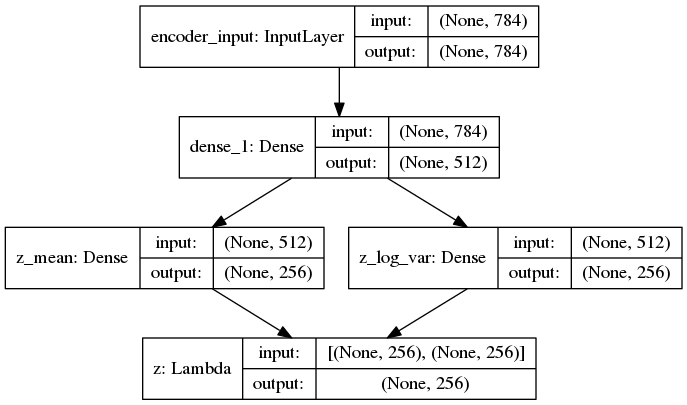 encoder_input: InputLayer
input:
(None, 784)
output:
(None, 784)
dense_1: Dense
input:
(None, 784)
output:
(None, 512)
z_mean: Dense
input:
(None, 512)
output:
(None, 256)
z_log_var: Dense
input:
(None, 512)
output:
(None, 256)
z: Lambda
input:
[(None, 256), (None, 256)]
output:
(None, 256)